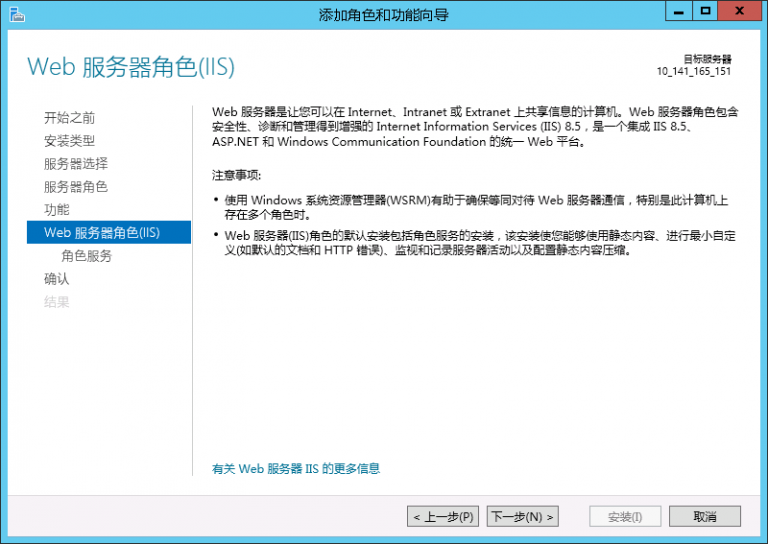 添加角色和功能向导
Web 服务器角色(IIS)
目标服务器
10_141_165_151
开始之前
安装类型
服务器选择
服务器角色
功能
Web 服务器角色(IIS)
角色服务
确认
结果
Web 服务器是让您可以在 Internet、Intranet 或 Extranet 上共享信息的计算机。Web 服务器角色包含
安全性、诊断和管理得到增强的 Internet Information Services (IIS) 8.5，是一个集成 IIS 8.5、
ASP.NET 和 Windows Communication Foundation 的统一 Web 平台。
注意事项:
• 使用 Windows 系统资源管理器(WSRM)有助于确保等同对待 Web 服务器通信，特别是此计算机上
存在多个角色时。
• Web 服务器(IIS)角色的默认安装包括角色服务的安装，该安装使您能够使用静态内容、进行最小自定
义(如默认的文档和 HTTP 错误)、监视和记录服务器活动以及配置静态内容压缩。
有关 Web 服务器 IIS 的更多信息
< 上一步(P)
下一步(N) >
安装(I)
取消